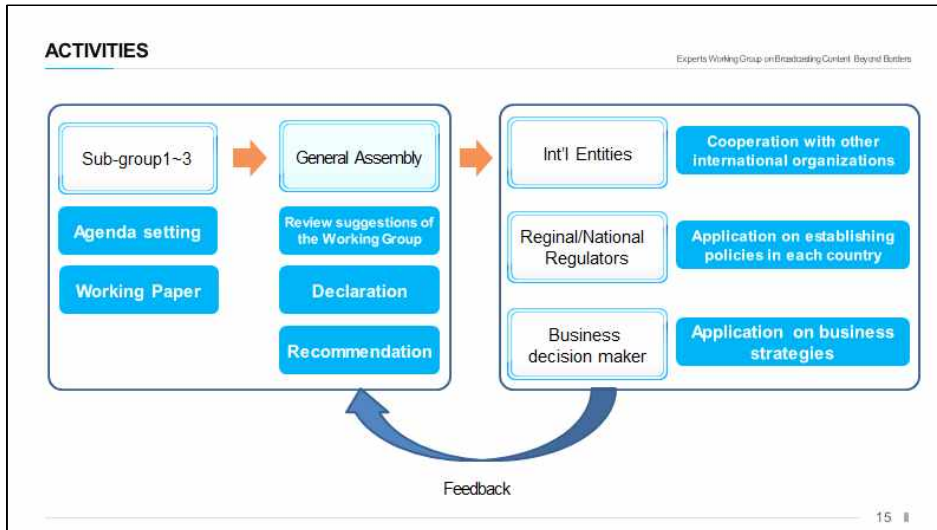 ACTIVITIES
Experts Working Group on Broadcasting Content Beyond Borders
Sub-group1~3
Agenda setting
Working Paper
General Assembly
Review suggestions of
the Working Group
Declaration
Recommendation
Int'l Entities
Cooperation with other
international organizations
Reginal/National
Regulators
Application on establishing
policies in each country
Business
decision maker
Application on business
strategies
Feedback
15